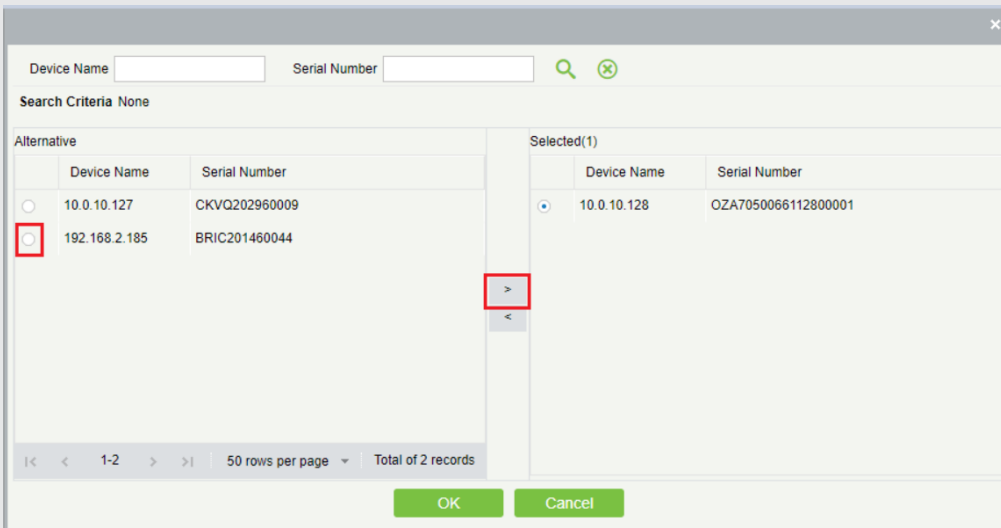 ×
Device Name Serial Number
Search Criteria None
Alternative
Device Name Serial Number
10.0.10.127 CKVQ202960009
192.168.2.185 BRIC201460044
>
<
Selected(1)
Device Name Serial Number
10.0.10.128 OZA7050066112800001
|< < 1-2 > >| 50 rows per page Total of 2 records
OK Cancel